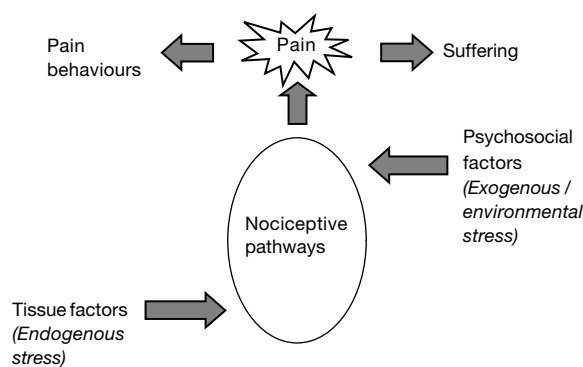 Pain
behaviours
Pain
Suffering
Psychosocial
factors
(Exogenous /
environmental
stress)
Nociceptive
pathways
Tissue factors
(Endogenous
stress)